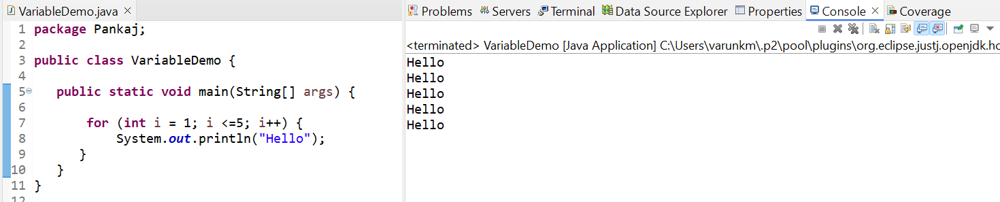 VariableDemo.java
1 package Pankaj;
2
3 public class VariableDemo {
4
5 public static void main(String[] args) {
6
7 for (int i = 1; i <=5; i++) {
8 System.out.println("Hello");
9 }
10 }
11 }
12
Problems Servers Terminal Data Source Explorer Properties Console Coverage
<terminated> VariableDemo [Java Application] C:\Users\varunkm\.p2\pool\plugins\org.eclipse.justj.openjdk.ho
Hello
Hello
Hello
Hello
Hello